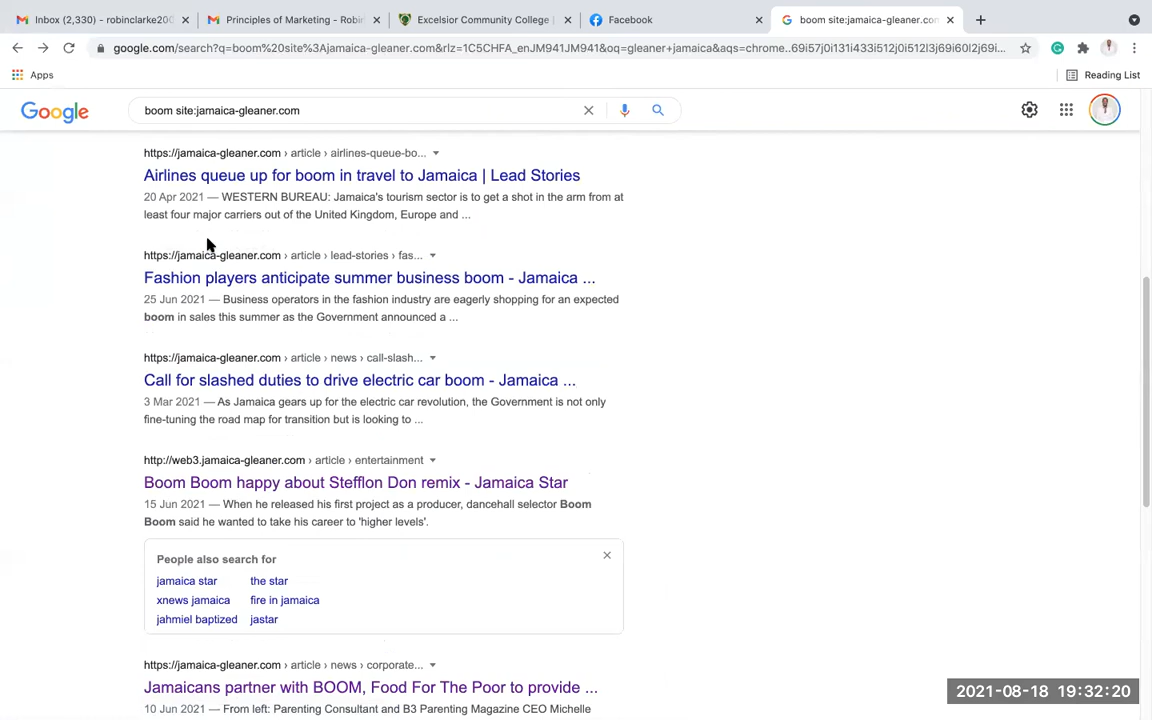 Inbox (2,330) - robinclarke200
Principles of Marketing - Robin
Excelsior Community College |
Facebook
boom site:jamaica-gleaner.com
google.com/search?q=boom%20site%3Ajamaica-gleaner.com&rlz=1C5CHFA_enJM941JM941&oq=gleaner+jamaica&aqs=chrome..69i57j0i131i433i512j0i512l3j69i60l2j69i...
Apps
Reading List
Google
boom site:jamaica-gleaner.com
https://jamaica-gleaner.com › article › airlines-queue-bo...
Airlines queue up for boom in travel to Jamaica | Lead Stories
20 Apr 2021 — WESTERN BUREAU: Jamaica's tourism sector is to get a shot in the arm from at
least four major carriers out of the United Kingdom, Europe and ...
https://jamaica-gleaner.com › article › lead-stories › fas...
Fashion players anticipate summer business boom - Jamaica ...
25 Jun 2021 — Business operators in the fashion industry are eagerly shopping for an expected
boom in sales this summer as the Government announced a ...
https://jamaica-gleaner.com › article › news › call-slash...
Call for slashed duties to drive electric car boom - Jamaica ...
3 Mar 2021 — As Jamaica gears up for the electric car revolution, the Government is not only
fine-tuning the road map for transition but is looking to ...
http://web3.jamaica-gleaner.com › article › entertainment
Boom Boom happy about Stefflon Don remix - Jamaica Star
15 Jun 2021 — When he released his first project as a producer, dancehall selector Boom
Boom said he wanted to take his career to 'higher levels'.
People also search for
jamaica star
the star
xnews jamaica
fire in jamaica
jahmiel baptized
jastar
https://jamaica-gleaner.com › article › news › corporate...
Jamaicans partner with BOOM, Food For The Poor to provide ...
10 Jun 2021 — From left: Parenting Consultant and B3 Parenting Magazine CEO Michelle
2021-08-18 19:32:20